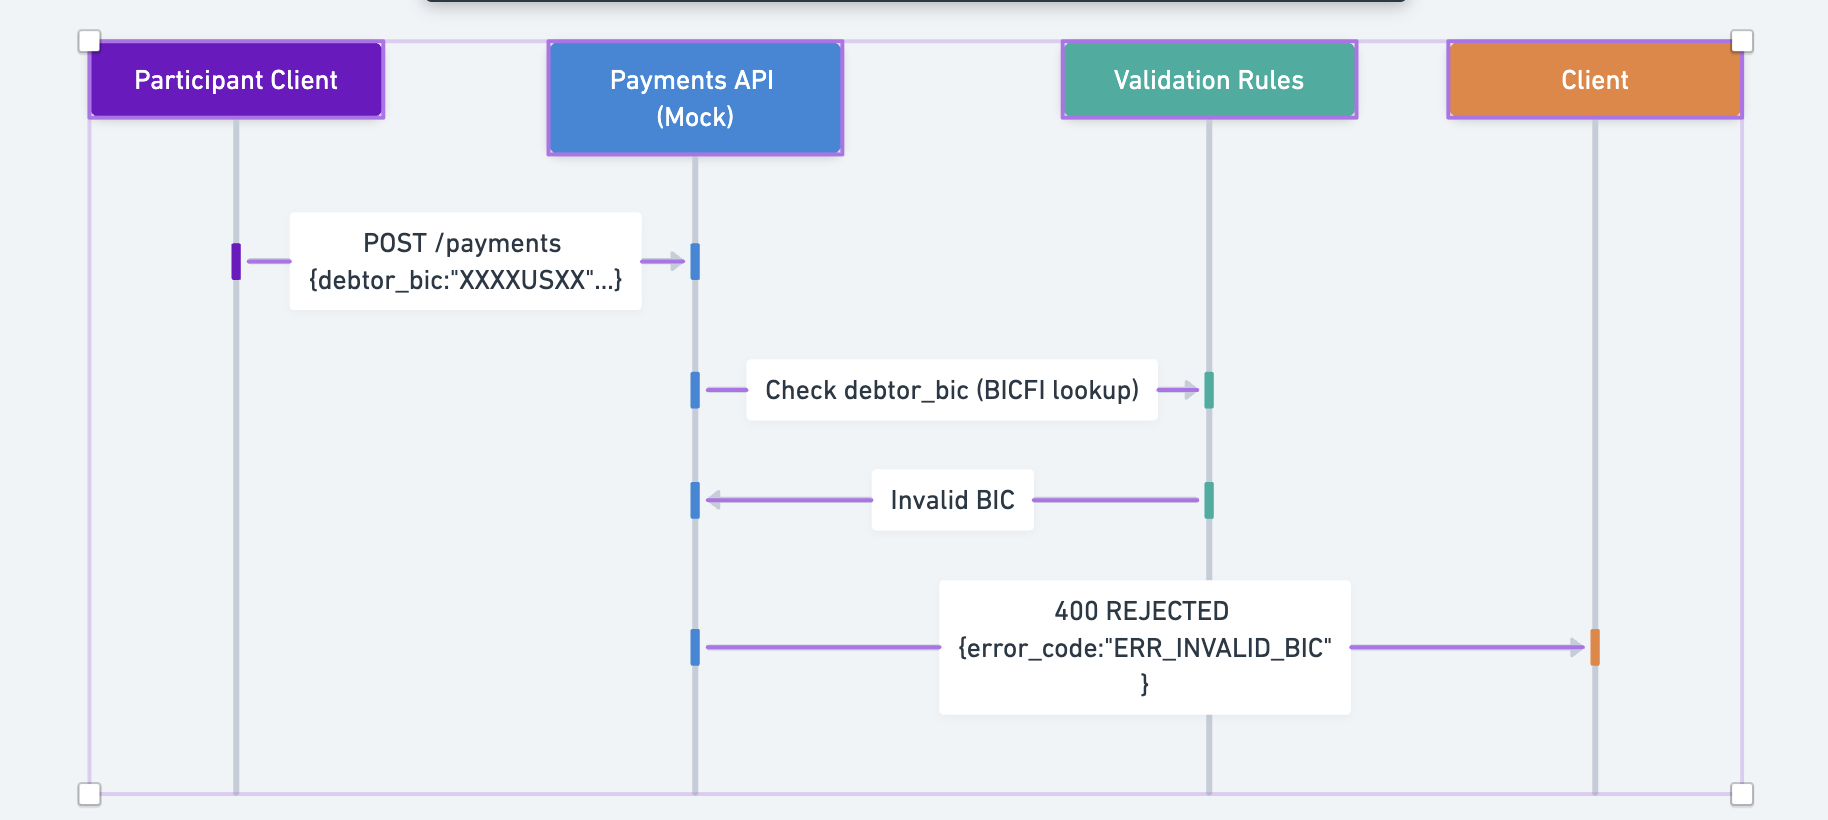 Participant Client
Payments API
(Mock)
Validation Rules
Client
POST /payments
{debtor_bic:"XXXXUSXX"...}
Check debtor_bic (BICFI lookup)
Invalid BIC
400 REJECTED
{error_code:"ERR_INVALID_BIC"
}